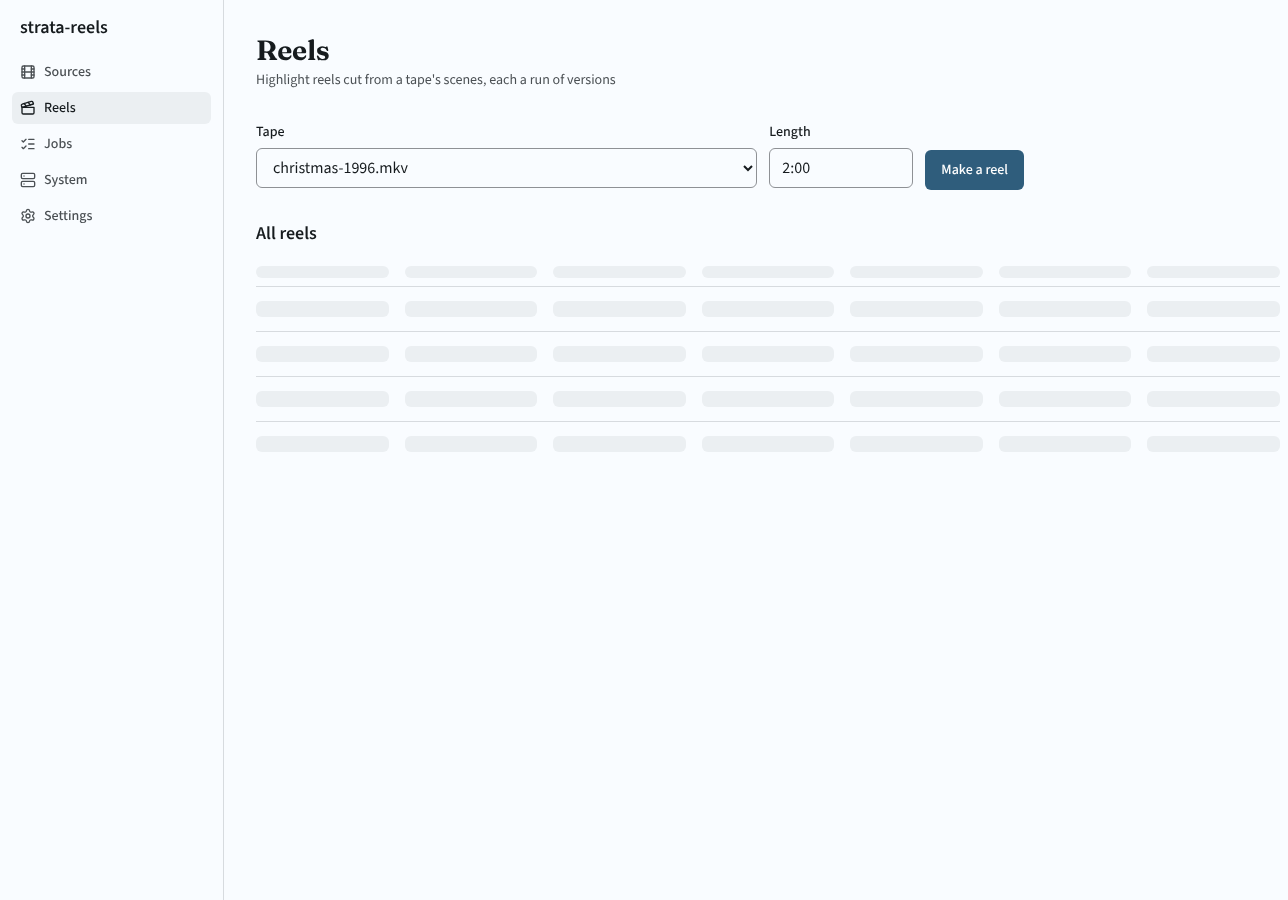 strata-reels
Sources
Reels
Jobs
System
Settings
Reels
Highlight reels cut from a tape's scenes, each a run of versions
Tape
Length
christmas-1996.mkv
2:00
Make a reel
All reels